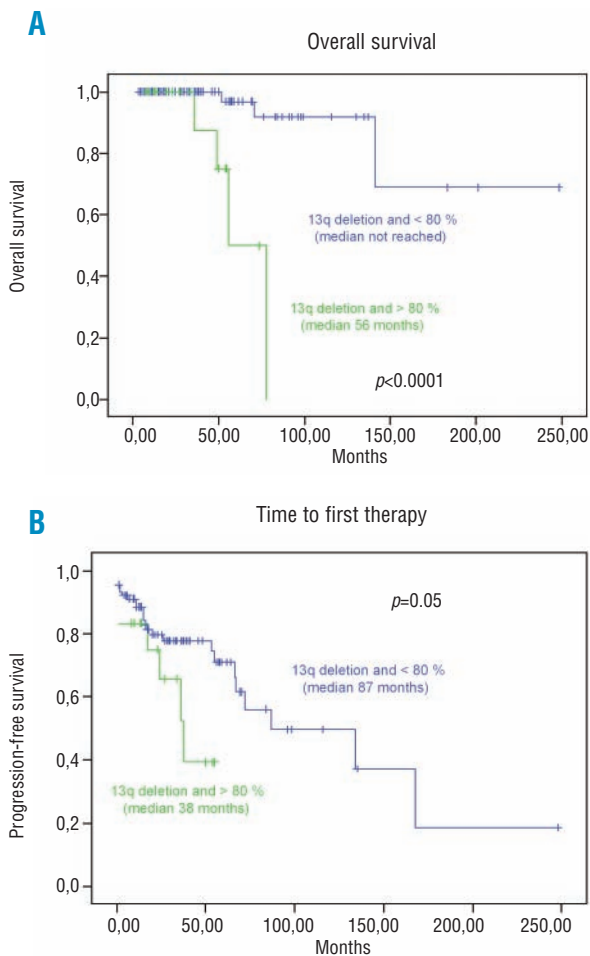 A
Overall survival
Overall survival
1,0
0,8
0,6
0,4
0,2
0,0
13q deletion and < 80 %
(median not reached)
13q deletion and > 80 %
(median 56 months)
p<0.0001
0,00 50,00 100,00 150,00 200,00 250,00
Months
B
Time to first therapy
Progression-free survival
1,0
0,8
0,6
0,4
0,2
0,0
p=0.05
13q deletion and < 80 %
(median 87 months)
13q deletion and > 80 %
(median 38 months)
0,00 50,00 100,00 150,00 200,00 250,00
Months